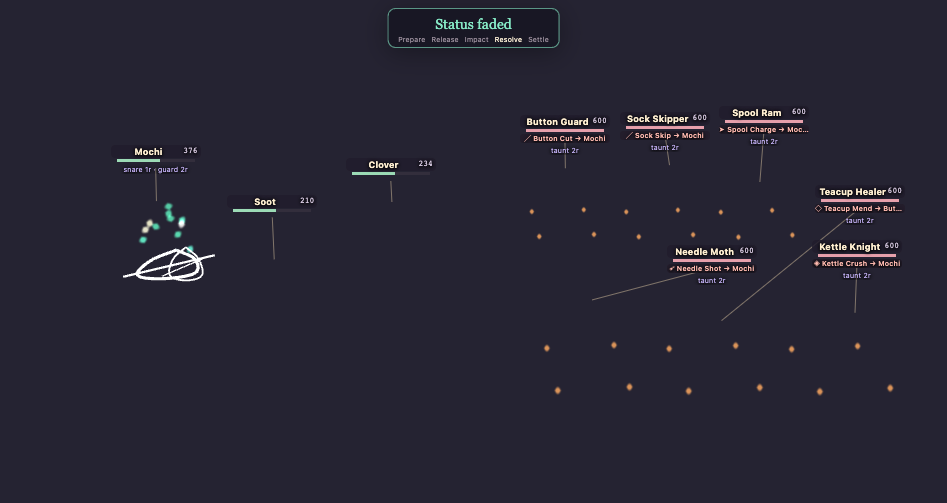 Status faded
Prepare Release Impact Resolve Settle
Button Guard 600
Button Cut → Mochi
taunt 2r
Sock Skipper 600
Sock Skip → Mochi
taunt 2r
Spool Ram 600
Spool Charge → Moc...
taunt 2r
Mochi 376
snare 1r · guard 2r
Clover 234
Soot 210
Teacup Healer 600
Teacup Mend → But...
taunt 2r
Needle Moth 600
Needle Shot → Mochi
taunt 2r
Kettle Knight 600
Kettle Crush → Mochi
taunt 2r